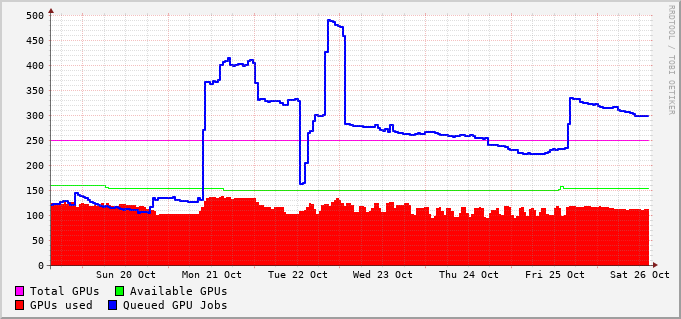 500
450
400
350
300
250
200
150
100
50
0
Sun 20 Oct Mon 21 Oct Tue 22 Oct Wed 23 Oct Thu 24 Oct Fri 25 Oct Sat 26 Oct
Total GPUs Available GPUs
GPUs used Queued GPU Jobs
RRDTOOL / TOBI OETIKER